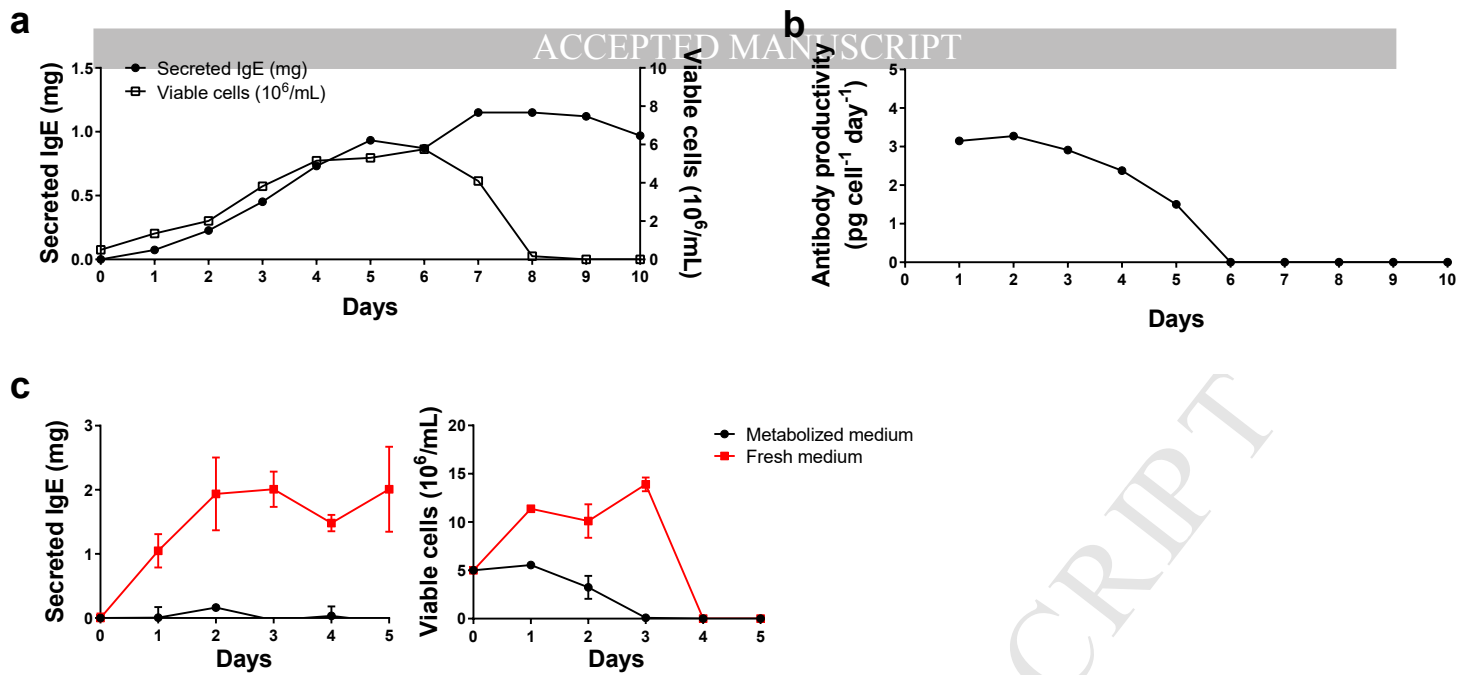 a
b
ACCEPTED MANUSCRIPT
Secreted IgE (mg)
Viable cells (10⁶/mL)
1.5
1.0
0.5
0.0
Secreted IgE (mg)
10
8
6
4
2
0
Viable cells (10⁶/mL)
0 1 2 3 4 5 6 7 8 9 10
Days
5
4
3
2
1
0
Antibody productivity
(pg cell⁻¹ day⁻¹)
0 1 2 3 4 5 6 7 8 9 10
Days
c
3
2
1
0
Secreted IgE (mg)
0 1 2 3 4 5
Days
20
15
10
5
0
Viable cells (10⁶/mL)
0 1 2 3 4 5
Days
Metabolized medium
Fresh medium
CRIPT